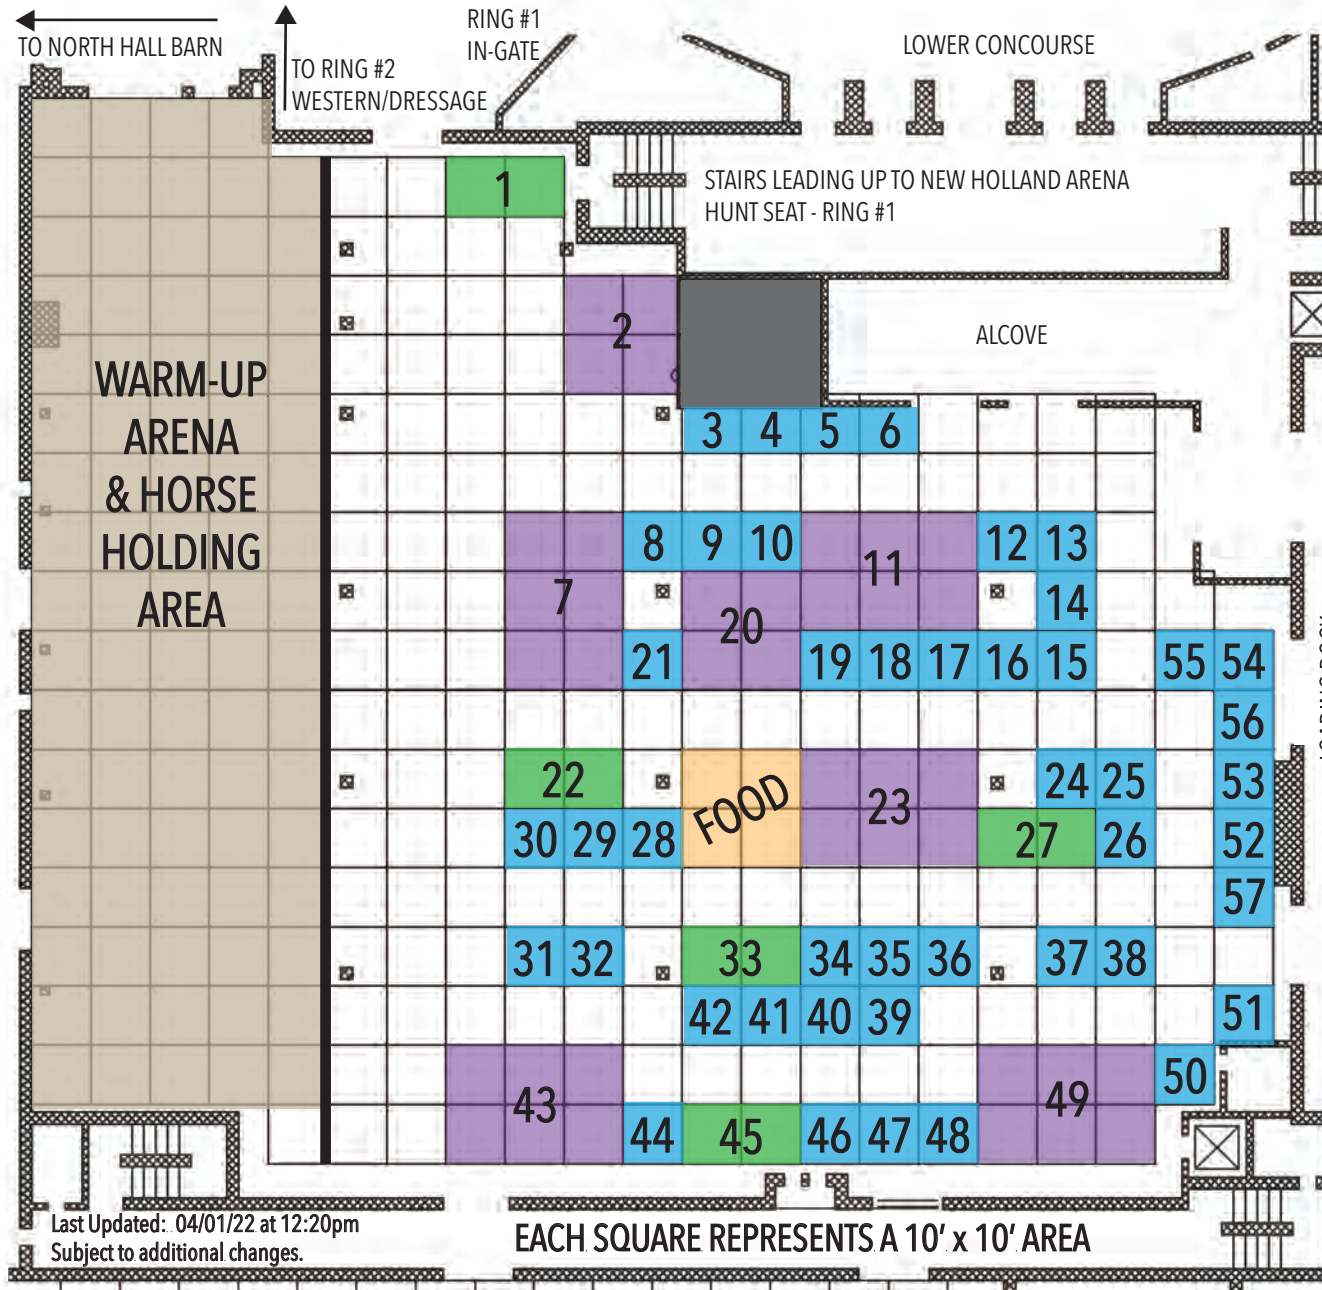 TO NORTH HALL BARN
TO RING #2
WESTERN/DRESSAGE
RING #1
IN-GATE
LOWER CONCOURSE
STAIRS LEADING UP TO NEW HOLLAND ARENA
HUNT SEAT - RING #1
ALCOVE
WARM-UP
ARENA
& HORSE
HOLDING
AREA
1
2
3 4 5 6
7
8 9 10
11
12 13
14
20
21
19 18 17 16 15
55 54
56
22
FOOD
23
24 25
53
30 29 28
27
26
52
57
31 32
33
34 35 36
37 38
42 41 40 39
51
43
49
50
44
45
46 47 48
LOADING DOCK
Last Updated: 04/01/22 at 12:20pm
Subject to additional changes.
EACH SQUARE REPRESENTS A 10' x 10' AREA